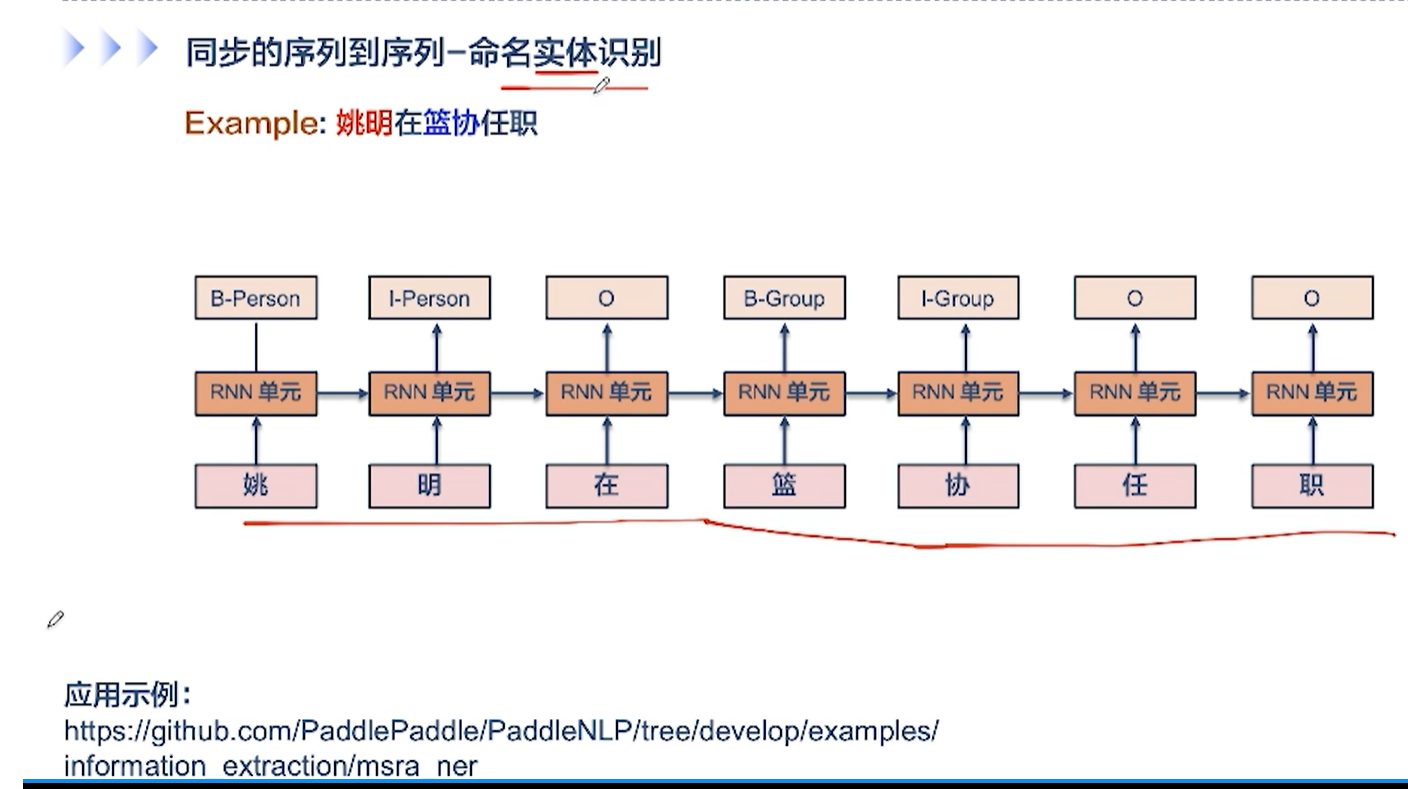 同步的序列到序列–命名实体识别
Example: 姚明在篮协任职
B-Person I-Person O B-Group I-Group O O
RNN 单元 RNN 单元 RNN 单元 RNN 单元 RNN 单元 RNN 单元 RNN 单元
姚 明 在 篮 协 任 职
应用示例：
https://github.com/PaddlePaddle/PaddleNLP/tree/develop/examples/
information_extraction/msra_ner